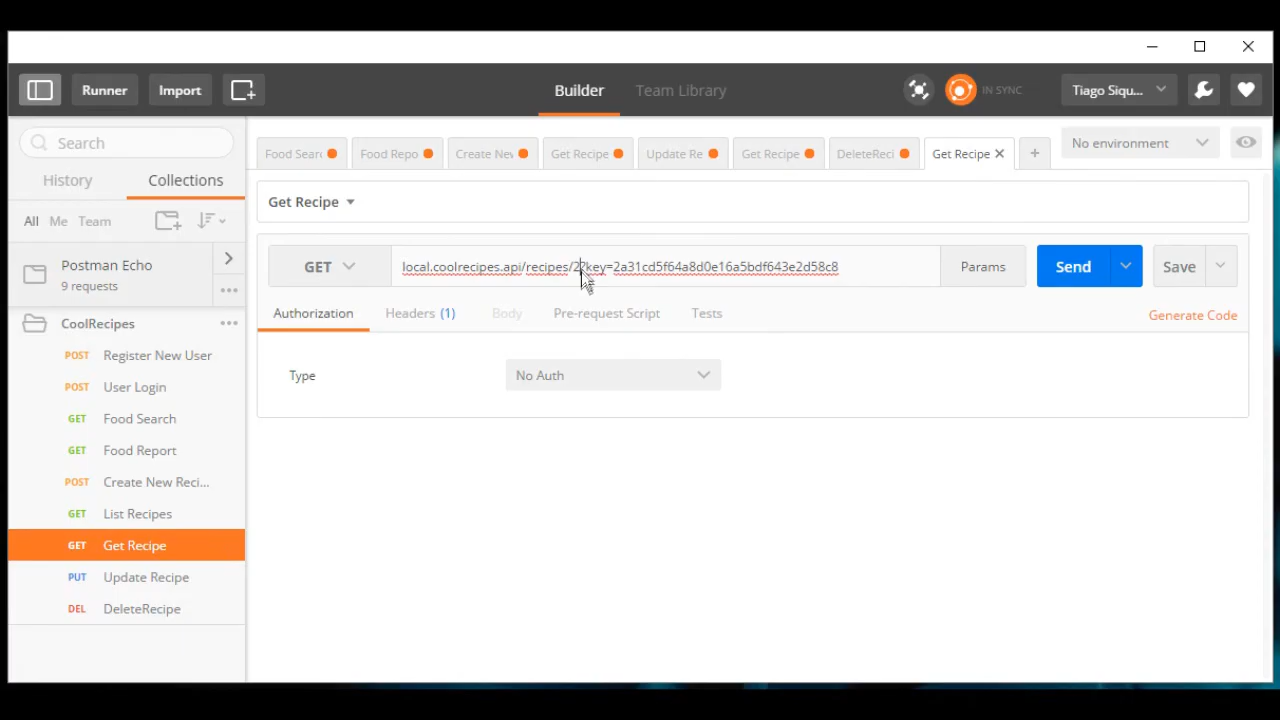 Runner Import Builder Team Library IN SYNC Tiago Siqu...
Search
Food Searc Food Repo Create Nev Get Recipe Update Re Get Recipe DeleteReci Get Recipe No environment
History Collections
Get Recipe
All Me Team
Postman Echo
9 requests
GET local.coolrecipes.api/recipes/2?key=2a31cd5f64a8d0e16a5bdf643e2d58c8 Params Send Save
Authorization Headers (1) Body Pre-request Script Tests Generate Code
CoolRecipes
POST Register New User
Type No Auth
POST User Login
GET Food Search
GET Food Report
POST Create New Reci...
GET List Recipes
GET Get Recipe
PUT Update Recipe
DEL DeleteRecipe